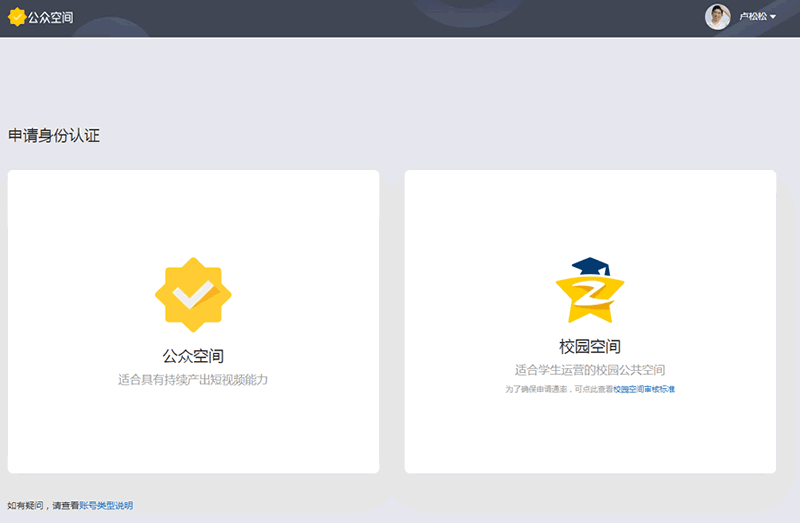 公众空间
卢松松
申请身份认证
公众空间
适合具有持续产出短视频能力
校园空间
适合学生运营的校园公共空间
为了确保申请通率，可点此查看校园空间审核标准
如有疑问，请查看账号类型说明